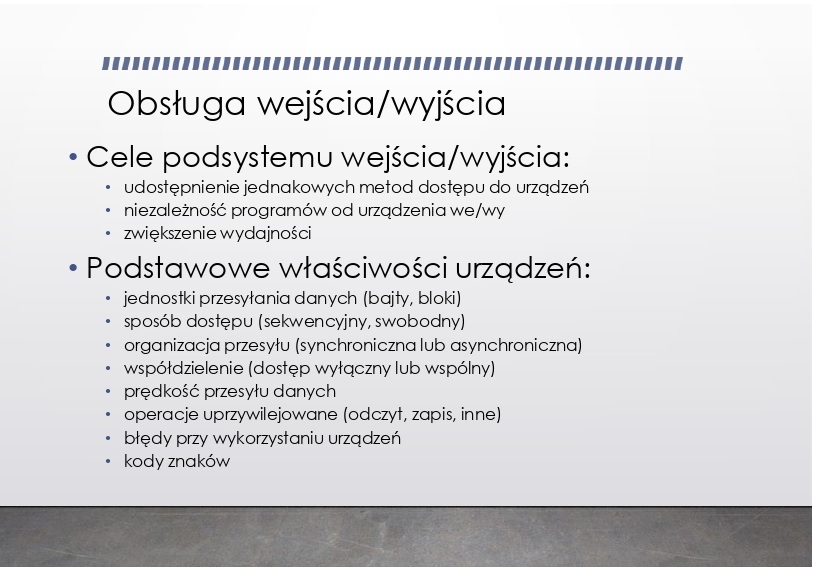 Obsługa wejścia/wyjścia
• Cele podsystemu wejścia/wyjścia:
• udostępnienie jednakowych metod dostępu do urządzeń
• niezależność programów od urządzenia we/wy
• zwiększenie wydajności
• Podstawowe właściwości urządzeń:
• jednostki przesyłania danych (bajty, bloki)
• sposób dostępu (sekwencyjny, swobodny)
• organizacja przesyłu (synchroniczna lub asynchroniczna)
• współdzielenie (dostęp wyłączny lub wspólny)
• prędkość przesyłu danych
• operacje uprzywilejowane (odczyt, zapis, inne)
• błędy przy wykorzystaniu urządzeń
• kody znaków